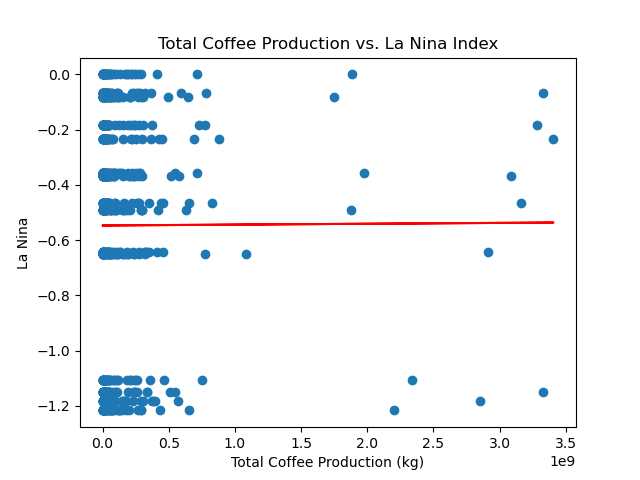 Total Coffee Production vs. La Nina Index
0.0
−0.2
−0.4
−0.6
−0.8
−1.0
−1.2
La Nina
0.0 0.5 1.0 1.5 2.0 2.5 3.0 3.5
1e9
Total Coffee Production (kg)